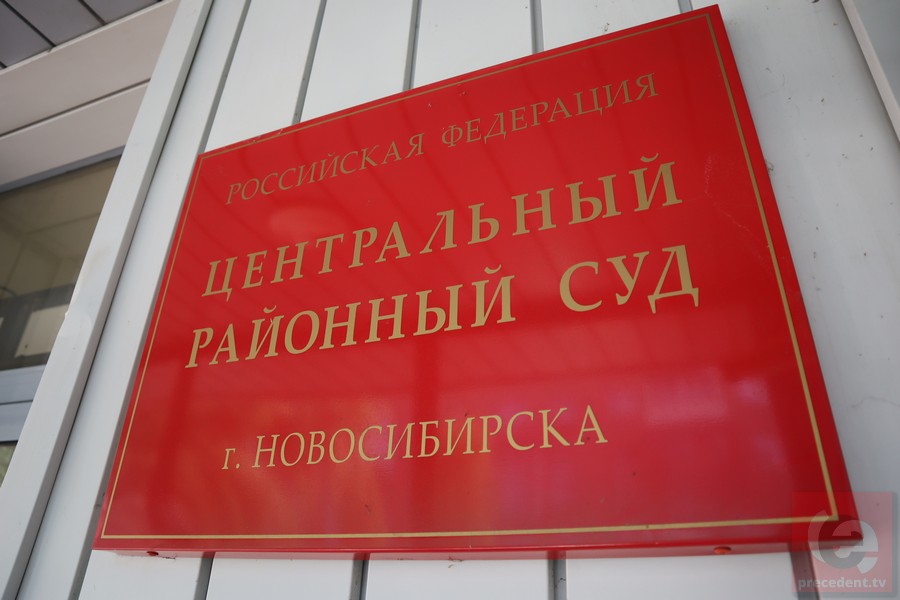 РОССИЙСКАЯ ФЕДЕРАЦИЯ
ЦЕНТРАЛЬНЫЙ
РАЙОННЫЙ СУД
г. НОВОСИБИРСКА
precedent.tv